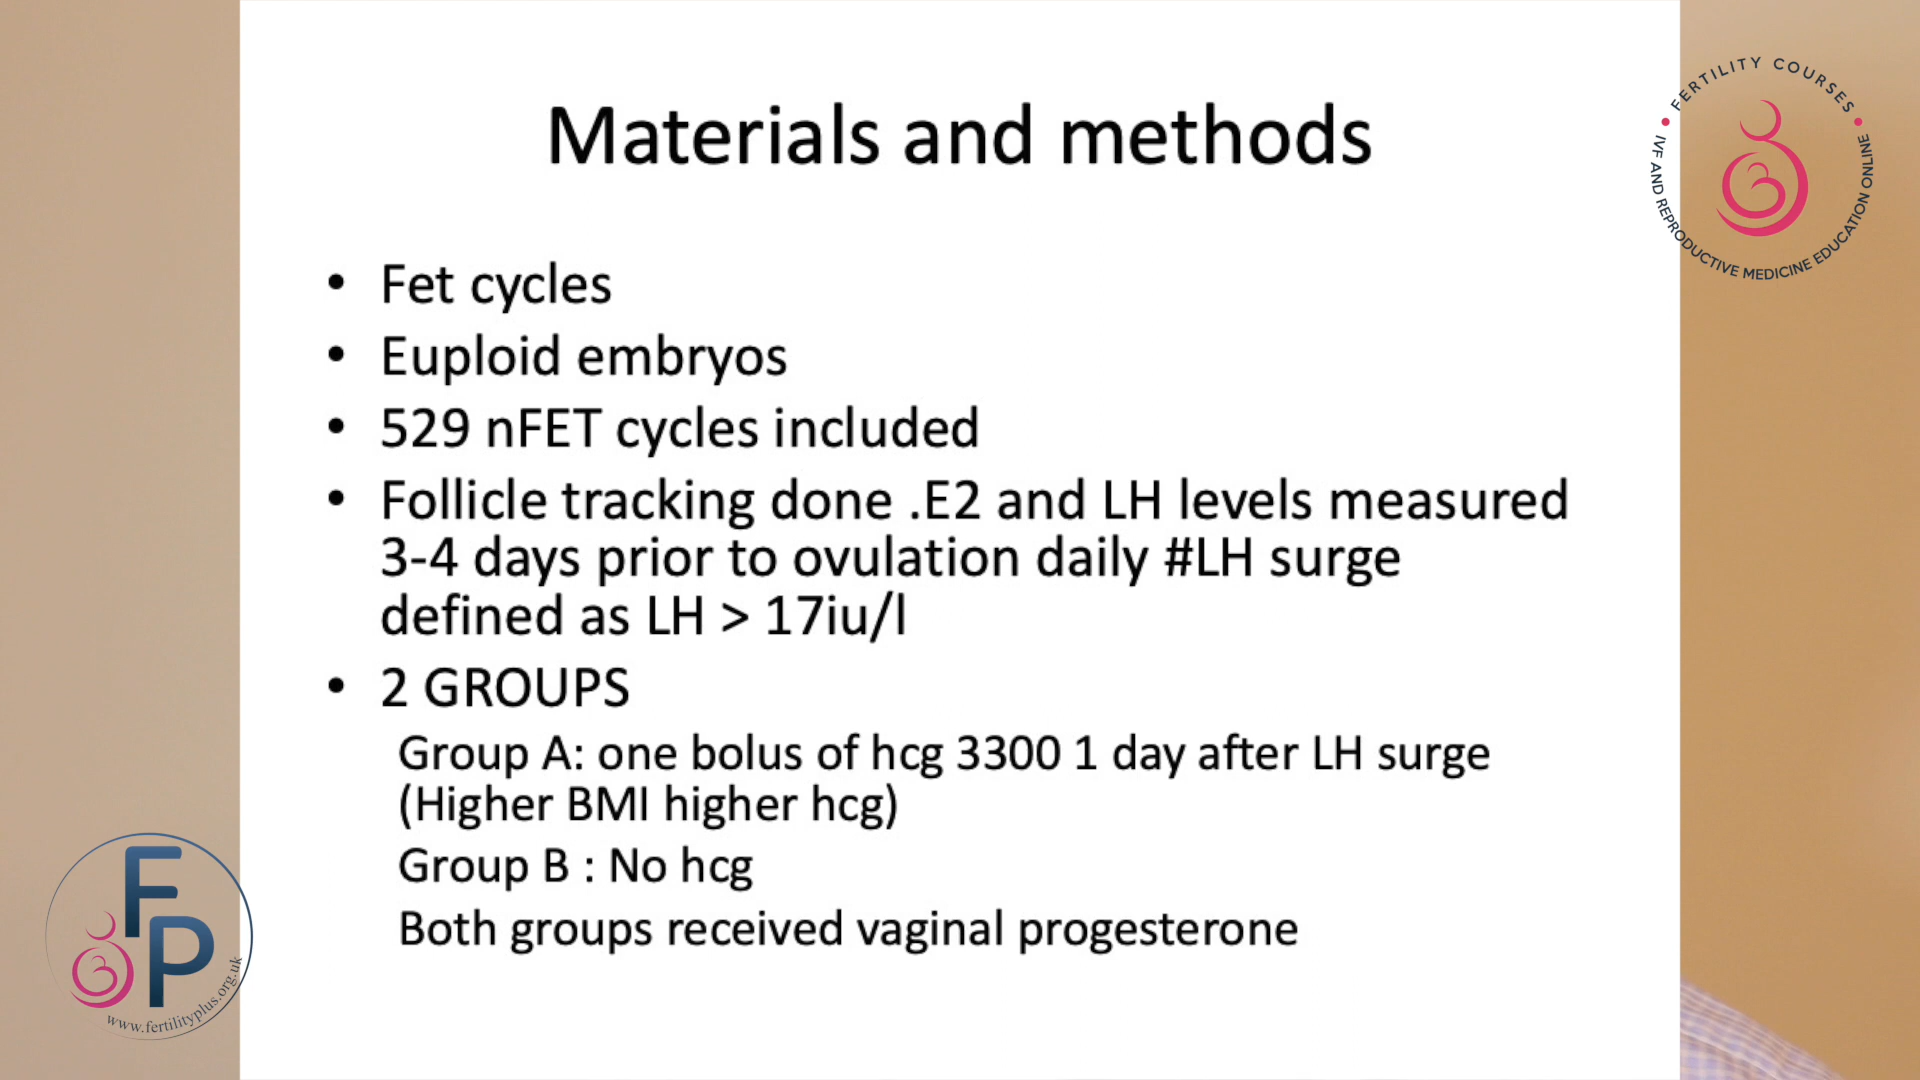 Materials and methods
• Fet cycles
• Euploid embryos
• 529 nFET cycles included
• Follicle tracking done .E2 and LH levels measured
3-4 days prior to ovulation daily #LH surge
defined as LH > 17iu/l
• 2 GROUPS
Group A: one bolus of hcg 3300 1 day after LH surge
(Higher BMI higher hcg)
Group B : No hcg
Both groups received vaginal progesterone
• FERTILITY COURSES •
IVF AND REPRODUCTIVE MEDICINE EDUCATION ONLINE
FP
www.fertilityplus.org.uk